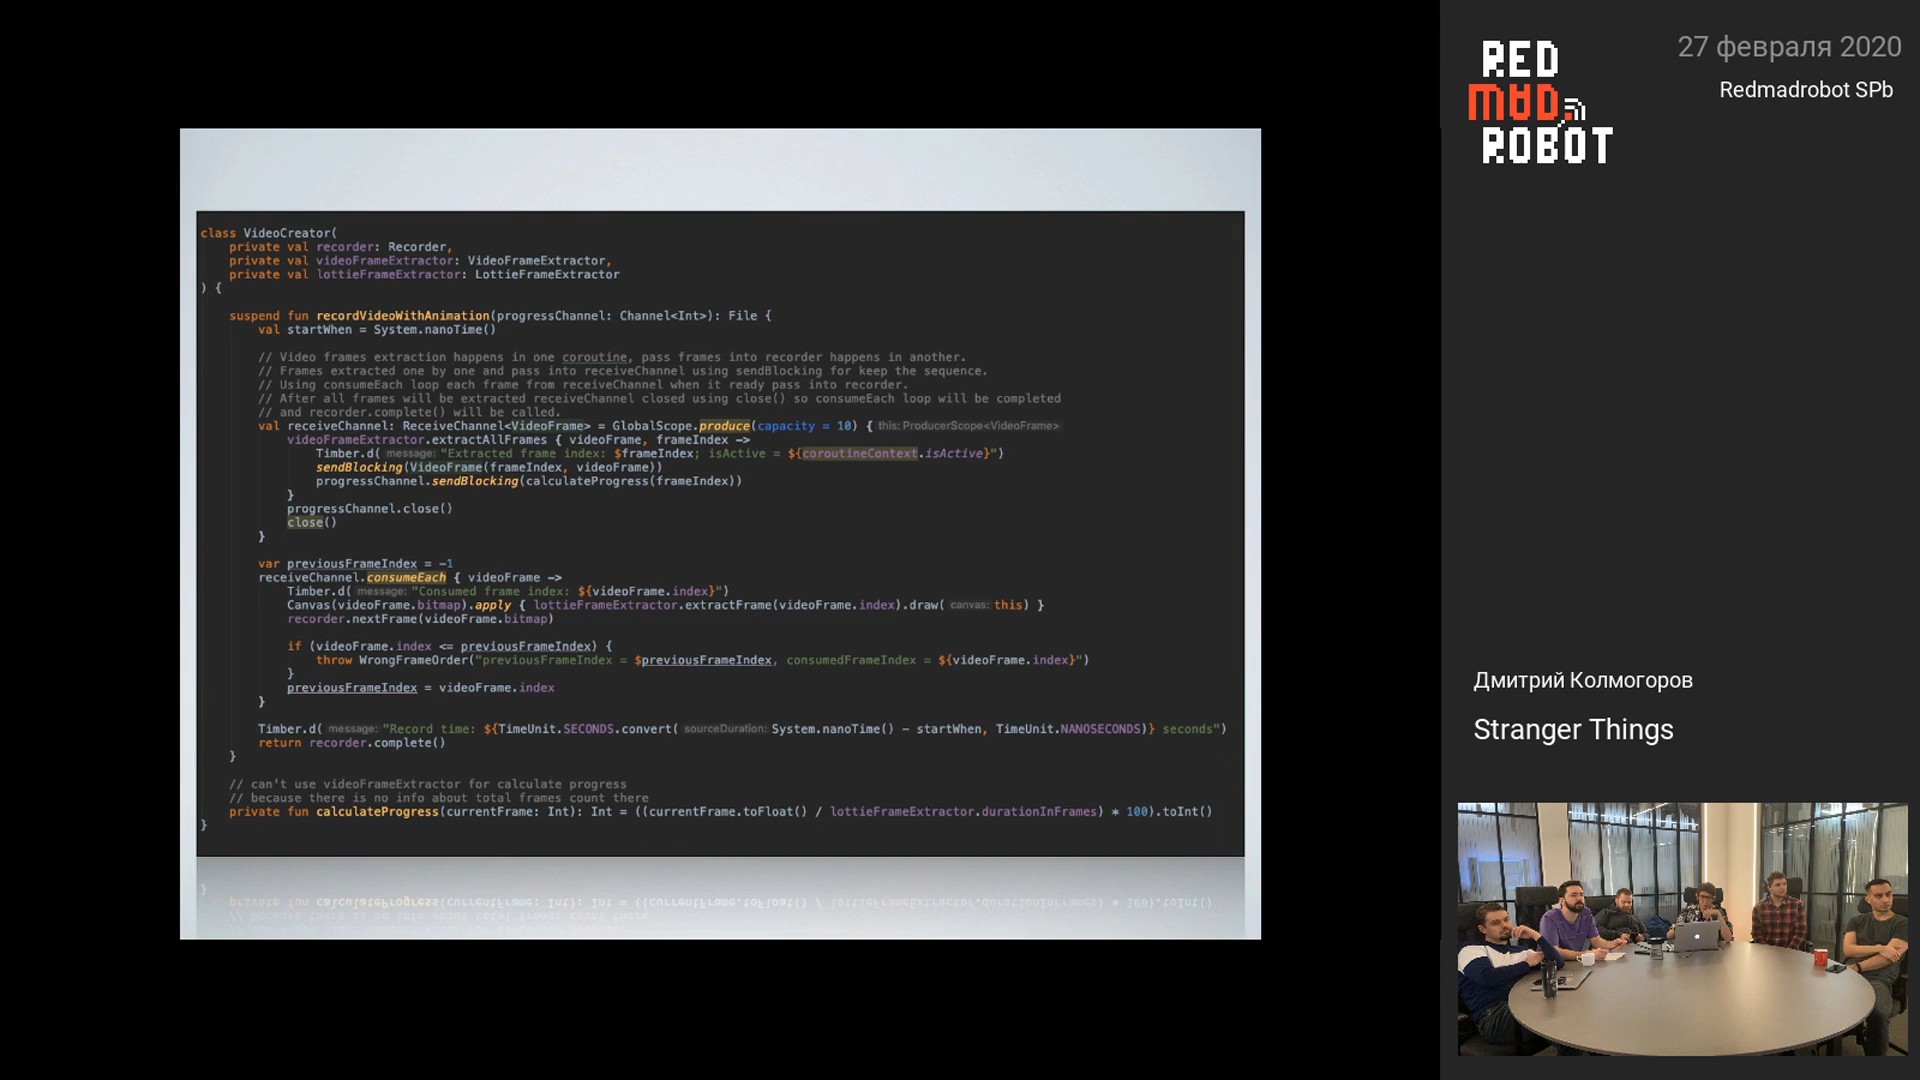 class VideoCreator(
private val recorder: Recorder,
private val videoFrameExtractor: VideoFrameExtractor,
private val lottieFrameExtractor: LottieFrameExtractor
) {
suspend fun recordVideoWithAnimation(progressChannel: Channel<Int>): File {
val startWhen = System.nanoTime()
// Video frames extraction happens in one coroutine, pass frames into recorder happens in another.
// Frames extracted one by one and pass into receiveChannel using sendBlocking for keep the sequence.
// Using consumeEach loop each frame from receiveChannel when it ready pass into recorder.
// After all frames will be extracted receiveChannel closed using close() so consumeEach loop will be completed
// and recorder.complete() will be called.
val receiveChannel: ReceiveChannel<VideoFrame> = GlobalScope.produce(capacity = 10) { this: ProducerScope<VideoFrame>
videoFrameExtractor.extractAllFrames { videoFrame, frameIndex ->
Timber.d( message: "Extracted frame index: $frameIndex; isActive = ${coroutineContext.isActive}")
sendBlocking(VideoFrame(frameIndex, videoFrame))
progressChannel.sendBlocking(calculateProgress(frameIndex))
}
progressChannel.close()
close()
}
var previousFrameIndex = -1
receiveChannel.consumeEach { videoFrame ->
Timber.d( message: "Consumed frame index: ${videoFrame.index}")
Canvas(videoFrame.bitmap).apply { lottieFrameExtractor.extractFrame(videoFrame.index).draw( canvas: this) }
recorder.nextFrame(videoFrame.bitmap)
if (videoFrame.index <= previousFrameIndex) {
throw WrongFrameOrder("previousFrameIndex = $previousFrameIndex, consumedFrameIndex = ${videoFrame.index}")
}
previousFrameIndex = videoFrame.index
}
Timber.d( message: "Record time: ${TimeUnit.SECONDS.convert( sourceDuration: System.nanoTime() - startWhen, TimeUnit.NANOSECONDS)} seconds")
return recorder.complete()
}
// can't use videoFrameExtractor for calculate progress
// because there is no info about total frames count there
private fun calculateProgress(currentFrame: Int): Int = ((currentFrame.toFloat() / lottieFrameExtractor.durationInFrames) * 100).toInt()
}
RED
MAD
ROBOT
27 февраля 2020
Redmadrobot SPb
Дмитрий Колмогоров
Stranger Things